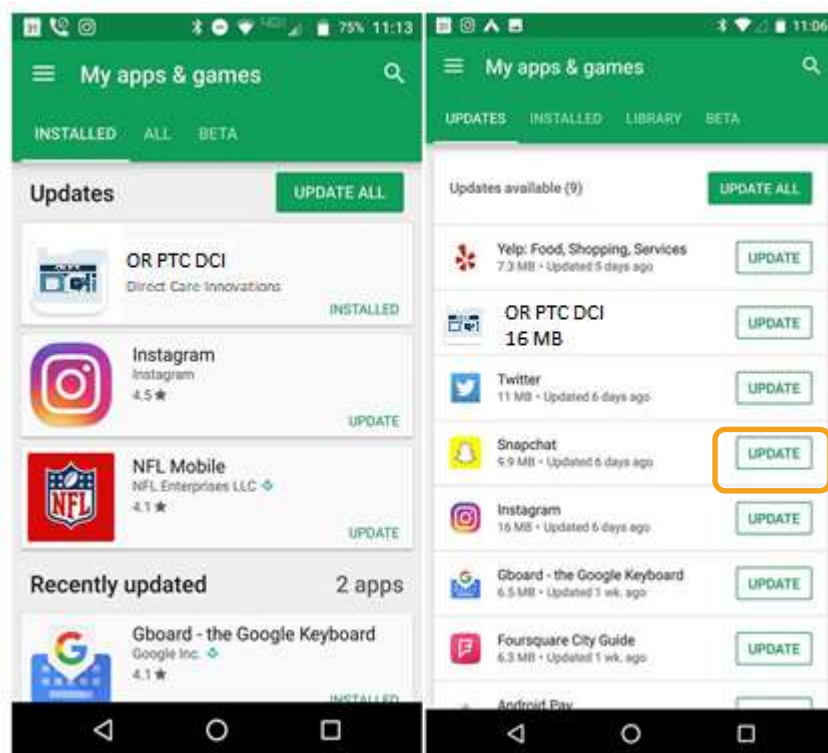 75% 11:13
My apps & games
INSTALLED ALL BETA
Updates UPDATE ALL
OR PTC DCI
Direct Care Innovations
INSTALLED
Instagram
Instagram
4.5★
UPDATE
NFL
NFL Mobile
NFL Enterprises LLC
4.1★
UPDATE
Recently updated 2 apps
Gboard - the Google Keyboard
Google Inc.
4.1★
INSTALLED
11:06
My apps & games
UPDATES INSTALLED LIBRARY BETA
Updates available (9) UPDATE ALL
Yelp: Food, Shopping, Services
7.3 MB • Updated 5 days ago
UPDATE
OR PTC DCI
16 MB
UPDATE
Twitter
11 MB • Updated 6 days ago
UPDATE
Snapchat
9.9 MB • Updated 6 days ago
UPDATE
Instagram
16 MB • Updated 6 days ago
UPDATE
Gboard - the Google Keyboard
6.5 MB • Updated 1 wk. ago
UPDATE
Foursquare City Guide
6.3 MB • Updated 1 wk. ago
UPDATE
Android Pay